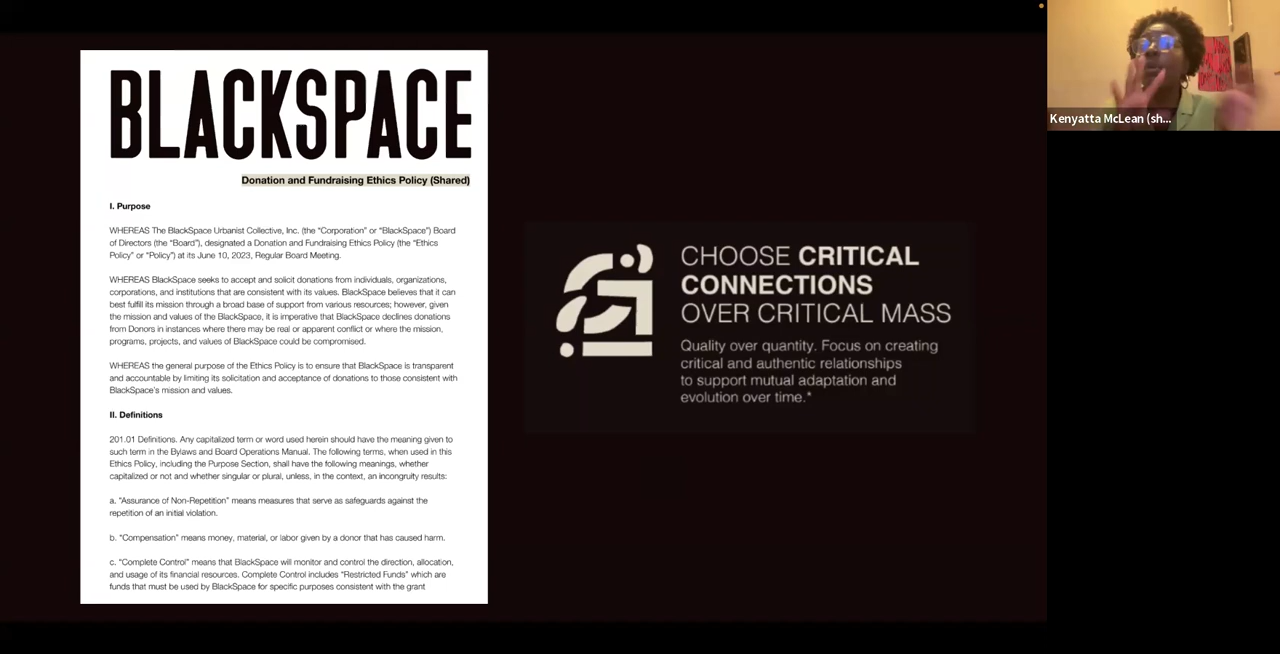 BLACKSPACE
Donation and Fundraising Ethics Policy (Shared)
I. Purpose
WHEREAS The BlackSpace Urbanist Collective, Inc. (the “Corporation” or “BlackSpace”) Board
of Directors (the “Board”), designated a Donation and Fundraising Ethics Policy (the “Ethics
Policy” or “Policy”) at its June 10, 2023, Regular Board Meeting.
WHEREAS BlackSpace seeks to accept and solicit donations from individuals, organizations,
corporations, and institutions that are consistent with its values. BlackSpace believes that it can
best fulfill its mission through a broad base of support from various resources; however, given
the mission and values of the BlackSpace, it is imperative that BlackSpace declines donations
from Donors in instances where there may be real or apparent conflict or where the mission,
programs, projects, and values of BlackSpace could be compromised.
WHEREAS the general purpose of the Ethics Policy is to ensure that BlackSpace is transparent
and accountable by limiting its solicitation and acceptance of donations to those consistent with
BlackSpace's mission and values.
II. Definitions
201.01 Definitions. Any capitalized term or word used herein should have the meaning given to
such term in the Bylaws and Board Operations Manual. The following terms, when used in this
Ethics Policy, including the Purpose Section, shall have the following meanings, whether
capitalized or not and whether singular or plural, unless, in the context, an incongruity results:
a. “Assurance of Non-Repetition” means measures that serve as safeguards against the
repetition of an initial violation.
b. “Compensation” means money, material, or labor given by a donor that has caused harm.
c. “Complete Control” means that BlackSpace will monitor and control the direction, allocation,
and usage of its financial resources. Complete Control includes “Restricted Funds” which are
funds that must be used by BlackSpace for specific purposes consistent with the grant
CHOOSE CRITICAL
CONNECTIONS
OVER CRITICAL MASS
Quality over quantity. Focus on creating
critical and authentic relationships
to support mutual adaptation and
evolution over time.*
Kenyatta McLean (sh...